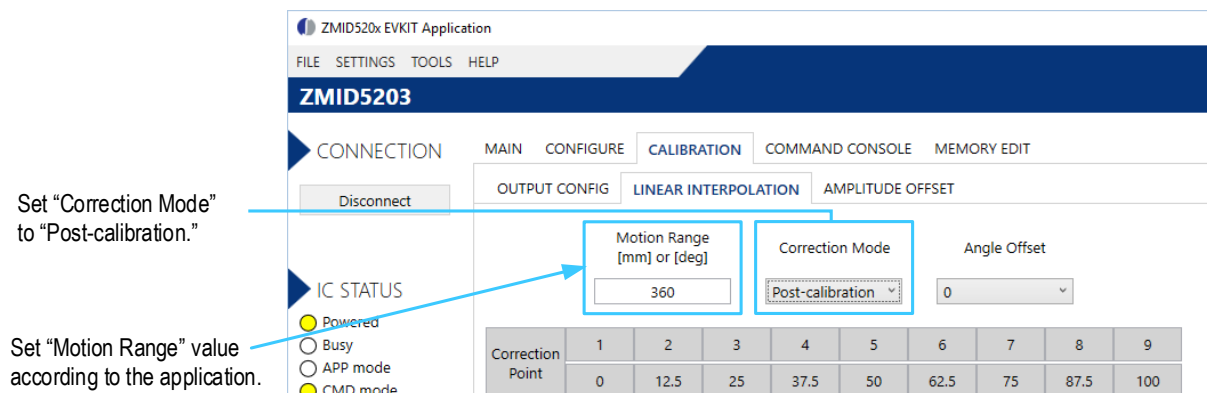 ZMID520x EVKIT Application
FILE SETTINGS TOOLS HELP
ZMID5203
CONNECTION
Disconnect
MAIN CONFIGURE CALIBRATION COMMAND CONSOLE MEMORY EDIT
OUTPUT CONFIG LINEAR INTERPOLATION AMPLITUDE OFFSET
Set “Correction Mode”
to “Post-calibration.”
Motion Range
[mm] or [deg]
360
Correction Mode
Post-calibration
Angle Offset
0
IC STATUS
Powered
Busy
APP mode
CMD mode
Set “Motion Range” value
according to the application.
Correction
Point
1 2 3 4 5 6 7 8 9
0 12.5 25 37.5 50 62.5 75 87.5 100